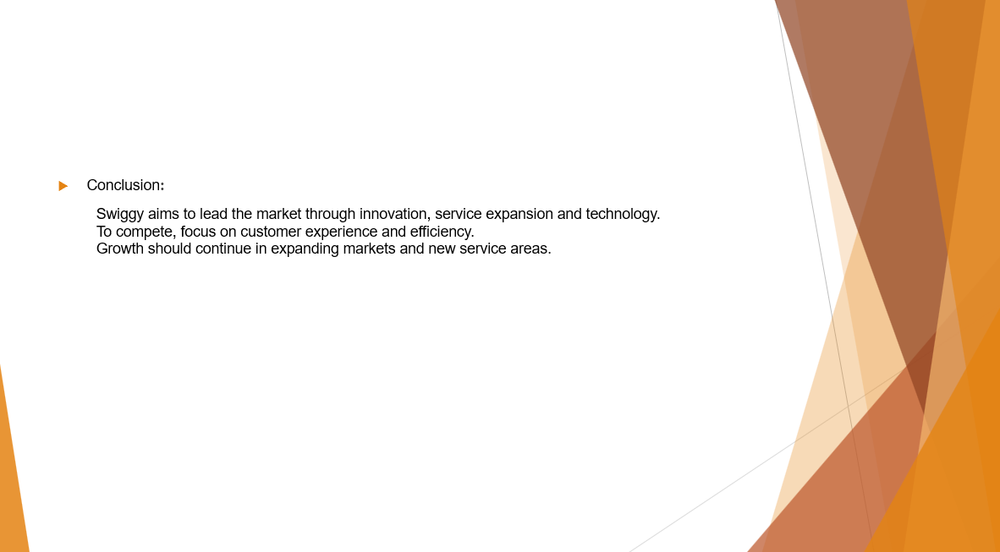 Conclusion:
Swiggy aims to lead the market through innovation, service expansion and technology.
To compete, focus on customer experience and efficiency.
Growth should continue in expanding markets and new service areas.